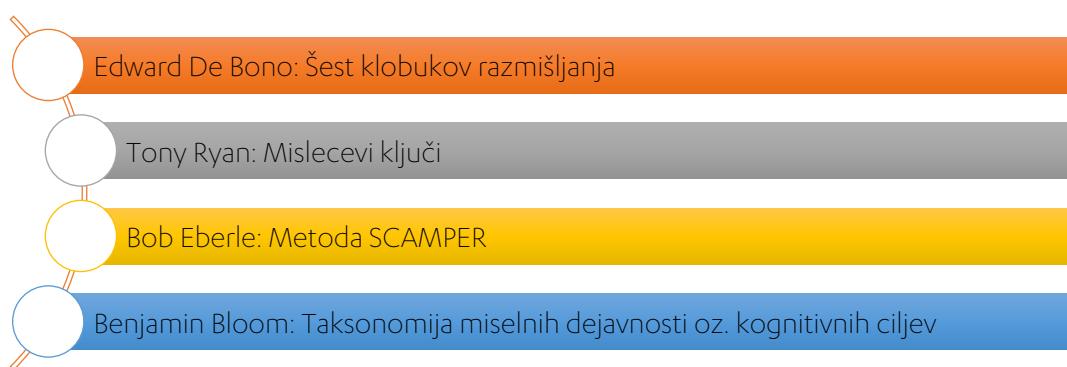 Edward De Bono: Šest klobukov razmišljanja
Tony Ryan: Mislecevi ključi
Bob Eberle: Metoda SCAMPER
Benjamin Bloom: Taksonomija miselnih dejavnosti oz. kognitivnih ciljev